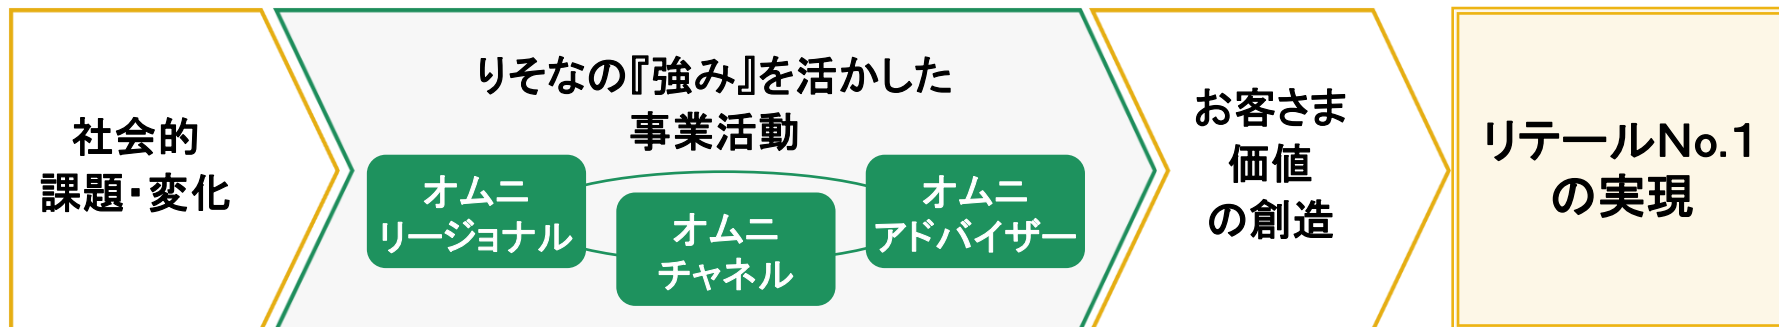 社会的
課題・変化
りそなの『強み』を活かした
事業活動
オムニ
リージョナル
オムニ
チャネル
オムニ
アドバイザー
お客さま
価値
の創造
リテールNo.1
の実現